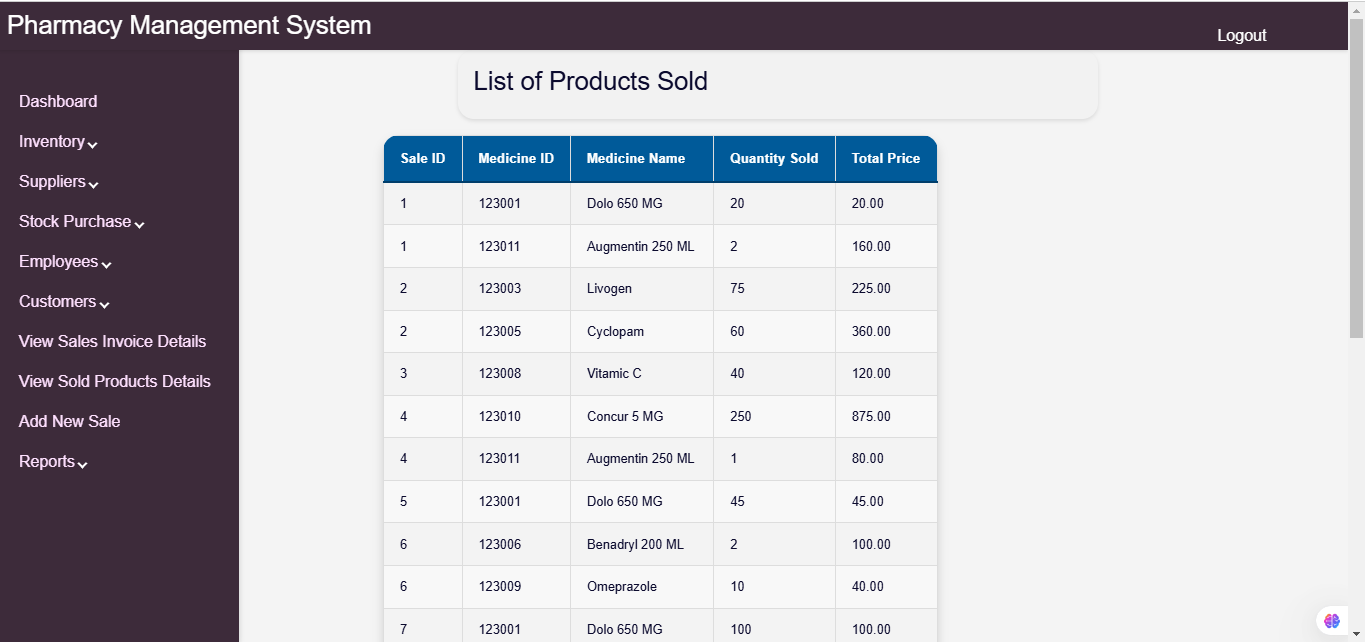 Pharmacy Management System
Logout
Dashboard
Inventory
Suppliers
Stock Purchase
Employees
Customers
View Sales Invoice Details
View Sold Products Details
Add New Sale
Reports
List of Products Sold
Sale ID Medicine ID Medicine Name Quantity Sold Total Price
1 123001 Dolo 650 MG 20 20.00
1 123011 Augmentin 250 ML 2 160.00
2 123003 Livogen 75 225.00
2 123005 Cyclopam 60 360.00
3 123008 Vitamic C 40 120.00
4 123010 Concur 5 MG 250 875.00
4 123011 Augmentin 250 ML 1 80.00
5 123001 Dolo 650 MG 45 45.00
6 123006 Benadryl 200 ML 2 100.00
6 123009 Omeprazole 10 40.00
7 123001 Dolo 650 MG 100 100.00